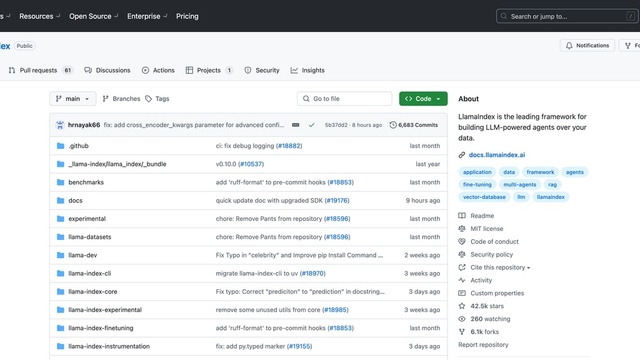 s Resources Open Source Enterprise Pricing Search or jump to... /
dex Public Notifications Fo
Pull requests 61 Discussions Actions Projects 1 Security Insights
main Branches Tags Go to file Code
hrnayak66 fix: add cross_encoder_kwargs parameter for advanced confi... 5b37dd2 · 8 hours ago 6,683 Commits
.github ci: fix debug logging (#18882) last month
_llama-index/llama_index/_bundle v0.10.0 (#10537) last year
benchmarks add 'ruff-format' to pre-commit hooks (#18853) last month
docs quick update doc with upgraded SDK (#19176) 9 hours ago
experimental chore: Remove Pants from repository (#18596) last month
llama-datasets chore: Remove Pants from repository (#18596) last month
llama-dev Fix Typo in "celebrity" and Improve pip Install Command ... 2 weeks ago
llama-index-cli migrate llama-index-cli to uv (#18970) 3 weeks ago
llama-index-core Fix typo: Correct "prediciton" to "prediction" in docstring... 3 days ago
llama-index-experimental remove some unused utils from core (#18985) 3 weeks ago
llama-index-finetuning add 'ruff-format' to pre-commit hooks (#18853) last month
llama-index-instrumentation fix: add py.typed marker (#19155) 3 days ago
About
LlamaIndex is the leading framework for
building LLM-powered agents over your
data.
docs.llamaindex.ai
application data framework agents
fine-tuning multi-agents rag
vector-database llm llamaindex
Readme
MIT license
Code of conduct
Security policy
Cite this repository
Activity
Custom properties
42.5k stars
260 watching
6.1k forks
Report repository